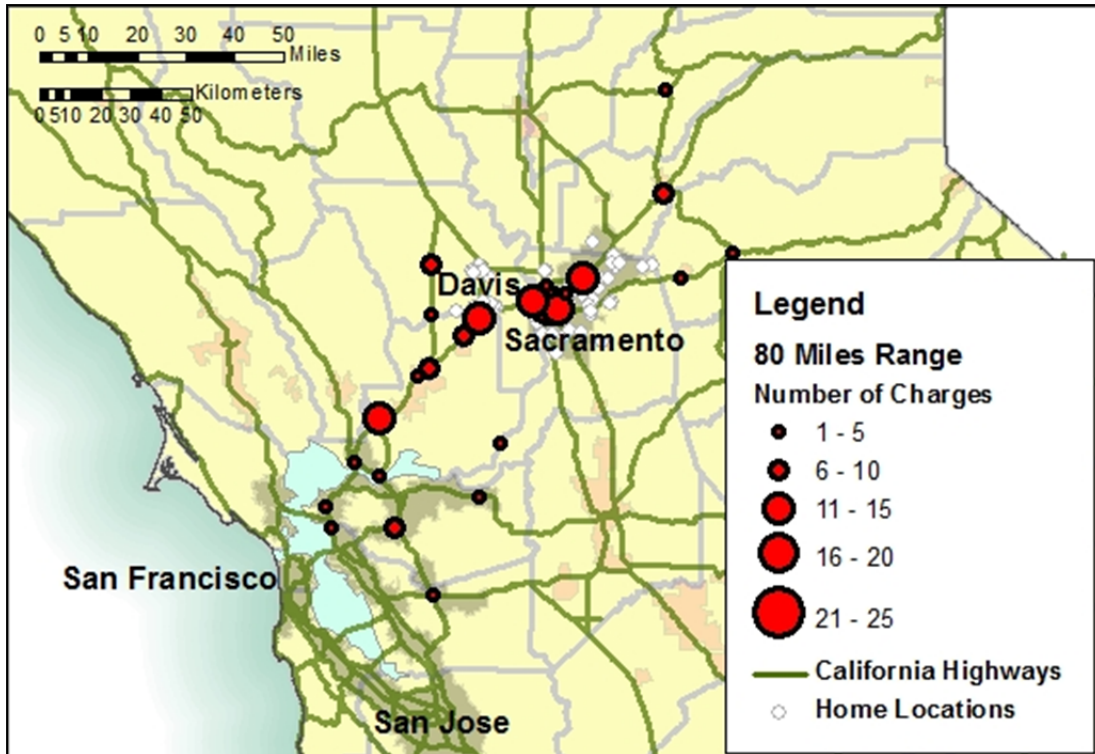 0 5 10 20 30 40 50
Miles
Kilometers
0 510 20 30 40 50
Davis
Sacramento
San Francisco
San Jose
Legend
80 Miles Range
Number of Charges
1 - 5
6 - 10
11 - 15
16 - 20
21 - 25
California Highways
Home Locations